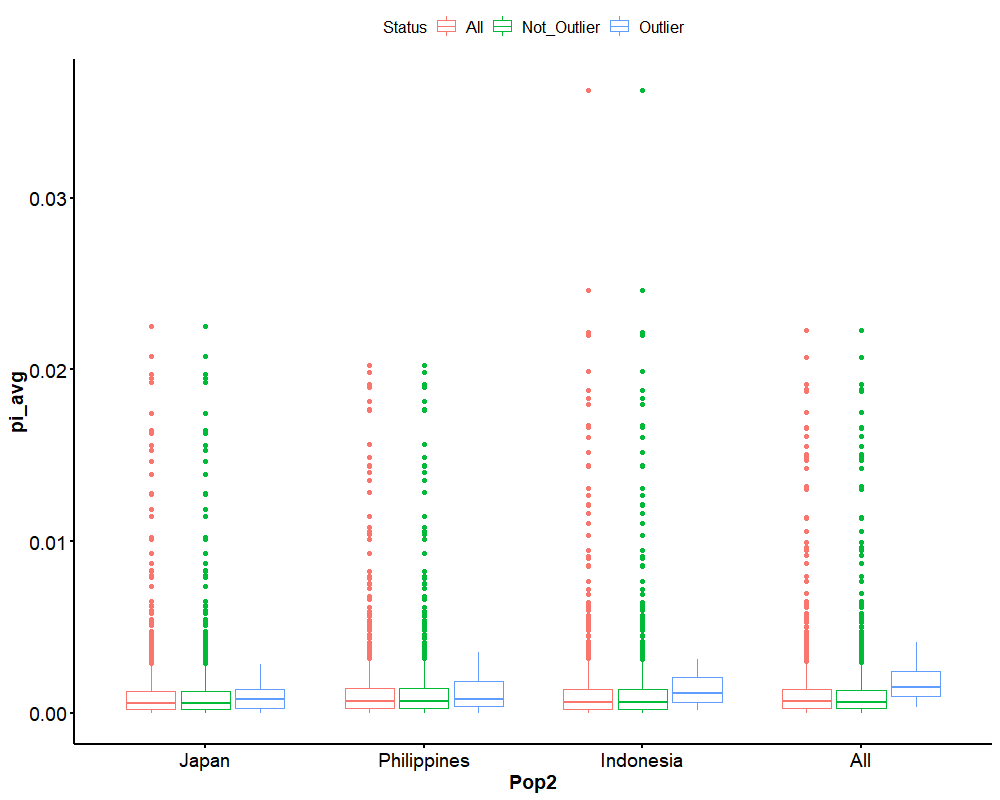 Status All Not_Outlier Outlier
pi_avg
0.03
0.02
0.01
0.00
Japan Philippines Indonesia All
Pop2